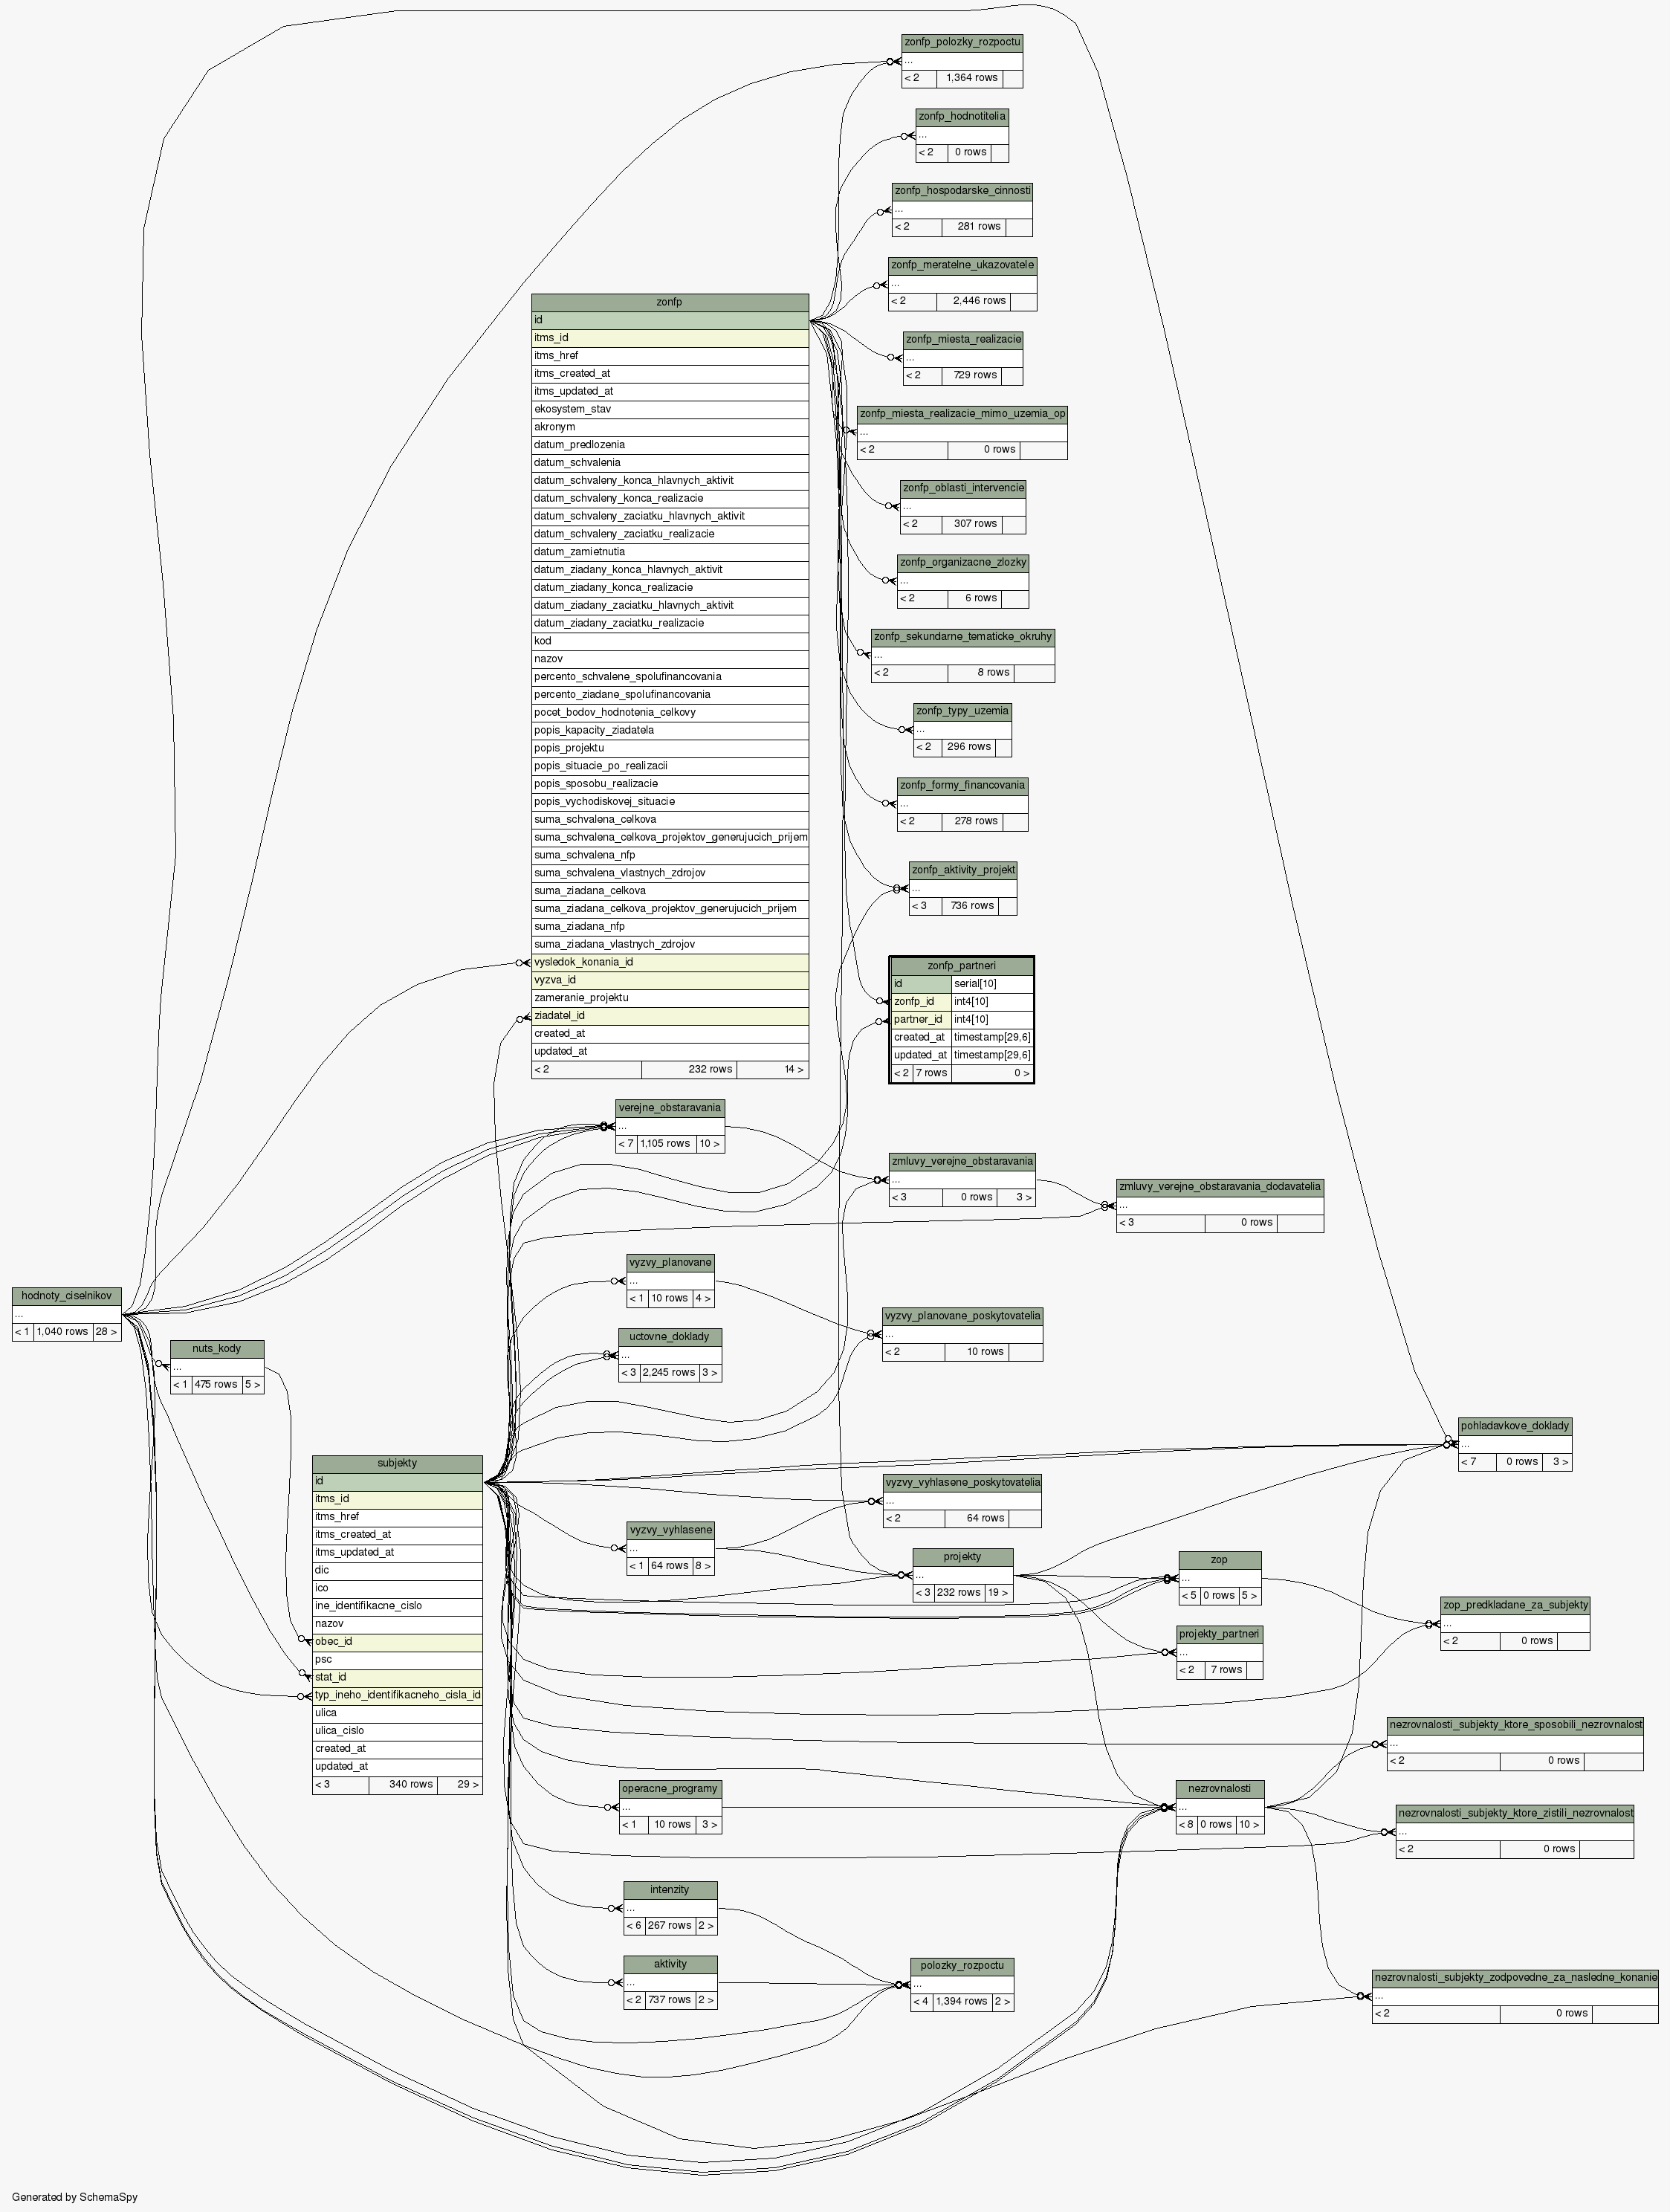 zonfp_polozky_rozpoctu
...
< 2 1,364 rows
zonfp_hodnotitelia
...
< 2 0 rows
zonfp_hospodarske_cinnosti
...
< 2 281 rows
zonfp_meratelne_ukazovatele
...
< 2 2,446 rows
zonfp_miesta_realizacie
...
< 2 729 rows
zonfp_miesta_realizacie_mimo_uzemia_op
...
< 2 0 rows
zonfp_oblasti_intervencie
...
< 2 307 rows
zonfp_organizacne_zlozky
...
< 2 6 rows
zonfp_sekundarne_tematicke_okruhy
...
< 2 8 rows
zonfp_typy_uzemia
...
< 2 296 rows
zonfp_formy_financovania
...
< 2 278 rows
zonfp_aktivity_projekt
...
< 3 736 rows
zonfp
id
itms_id
itms_href
itms_created_at
itms_updated_at
ekosystem_stav
akronym
datum_predlozenia
datum_schvalenia
datum_schvaleny_konca_hlavnych_aktivit
datum_schvaleny_konca_realizacie
datum_schvaleny_zaciatku_hlavnych_aktivit
datum_schvaleny_zaciatku_realizacie
datum_zamietnutia
datum_ziadany_konca_hlavnych_aktivit
datum_ziadany_konca_realizacie
datum_ziadany_zaciatku_hlavnych_aktivit
datum_ziadany_zaciatku_realizacie
kod
nazov
percento_schvalene_spolufinancovania
percento_ziadane_spolufinancovania
pocet_bodov_hodnotenia_celkovy
popis_kapacity_ziadatela
popis_projektu
popis_situacie_po_realizacii
popis_sposobu_realizacie
popis_vychodiskovej_situacie
suma_schvalena_celkova
suma_schvalena_celkova_projektov_generujucich_prijem
suma_schvalena_nfp
suma_schvalena_vlastnych_zdrojov
suma_ziadana_celkova
suma_ziadana_celkova_projektov_generujucich_prijem
suma_ziadana_nfp
suma_ziadana_vlastnych_zdrojov
vysledok_konania_id
vyzva_id
zameranie_projektu
ziadatel_id
created_at
updated_at
< 2 232 rows 14 >
zonfp_partneri
id serial[10]
zonfp_id int4[10]
partner_id int4[10]
created_at timestamp[29,6]
updated_at timestamp[29,6]
< 2 7 rows 0 >
verejne_obstaravania
...
< 7 1,105 rows 10 >
zmluvy_verejne_obstaravania
...
< 3 0 rows 3 >
zmluvy_verejne_obstaravania_dodavatelia
...
< 3 0 rows
vyzvy_planovane
...
< 1 10 rows 4 >
hodnoty_ciselnikov
...
< 1 1,040 rows 28 >
vyzvy_planovane_poskytovatelia
...
< 2 10 rows
uctovne_doklady
...
< 3 2,245 rows 3 >
nuts_kody
...
< 1 475 rows 5 >
pohladavkove_doklady
...
< 7 0 rows 3 >
subjekty
id
itms_id
itms_href
itms_created_at
itms_updated_at
dic
ico
ine_identifikacne_cislo
nazov
obec_id
psc
stat_id
typ_ineho_identifikacneho_cisla_id
ulica
ulica_cislo
created_at
updated_at
< 3 340 rows 29 >
vyzvy_vyhlasene_poskytovatelia
...
< 2 64 rows
vyzvy_vyhlasene
...
< 1 64 rows 8 >
projekty
...
< 3 232 rows 19 >
zop
...
< 5 0 rows 5 >
zop_predkladane_za_subjekty
...
< 2 0 rows
projekty_partneri
...
< 2 7 rows
nezrovnalosti_subjekty_ktore_sposobili_nezrovnalost
...
< 2 0 rows
operacne_programy
...
< 1 10 rows 3 >
nezrovnalosti
...
< 8 0 rows 10 >
nezrovnalosti_subjekty_ktore_zistili_nezrovnalost
...
< 2 0 rows
intenzity
...
< 6 267 rows 2 >
aktivity
...
< 2 737 rows 2 >
polozky_rozpoctu
...
< 4 1,394 rows 2 >
nezrovnalosti_subjekty_zodpovedne_za_nasledne_konanie
...
< 2 0 rows
Generated by SchemaSpy